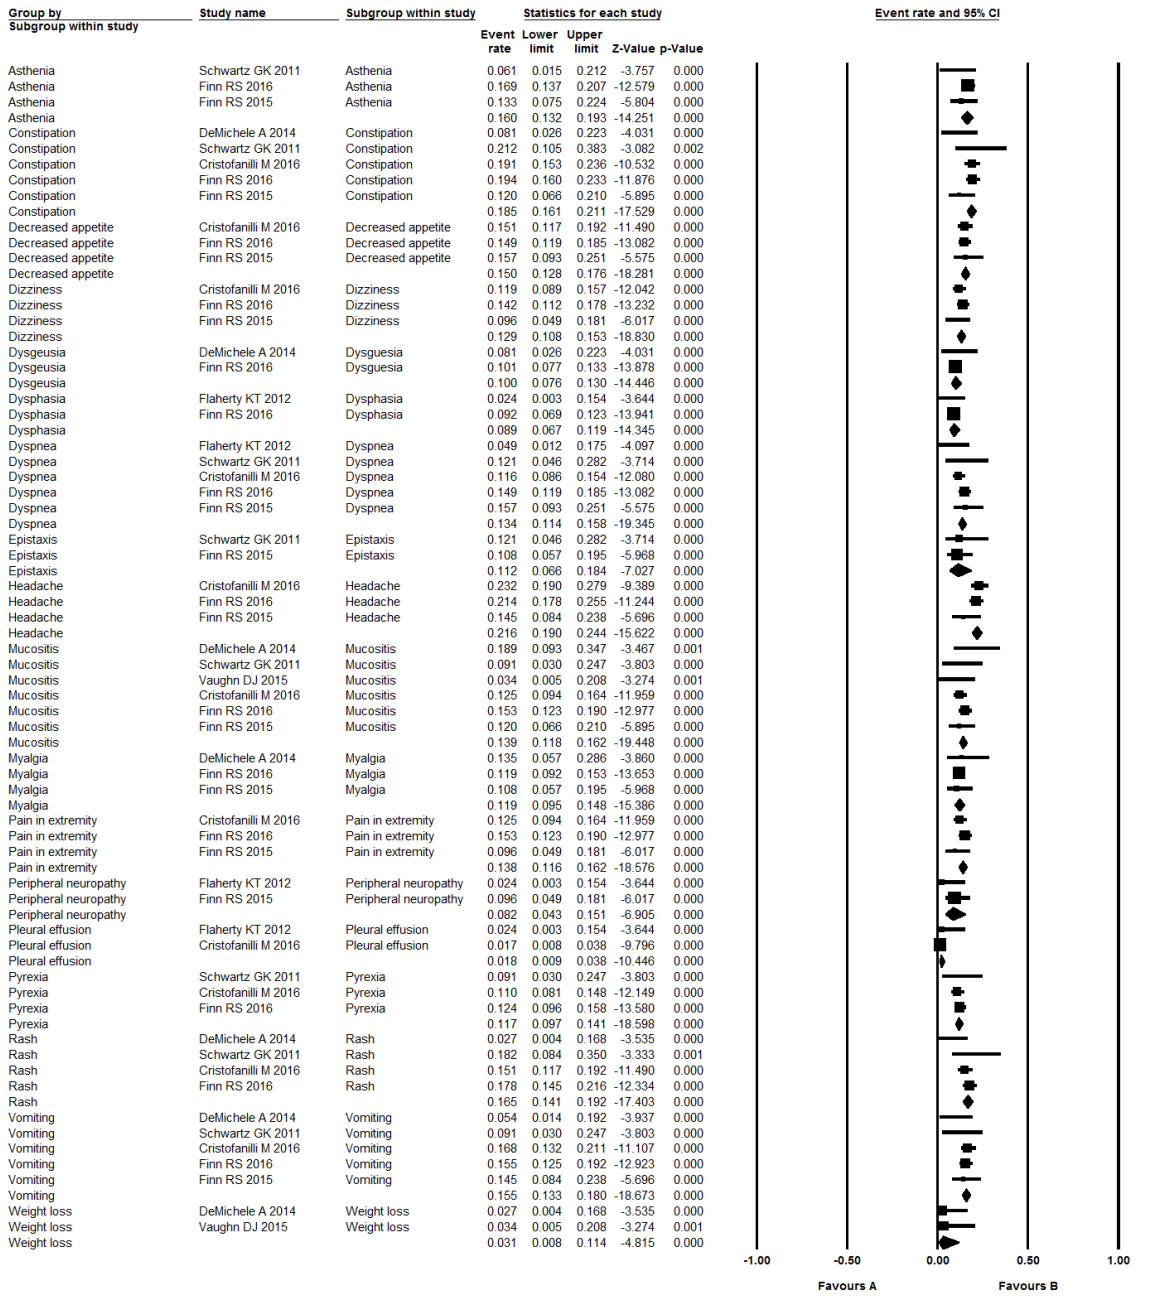 Group by Study name Subgroup within study Statistics for each study Event rate and 95% CI
Subgroup within study
Event Lower Upper
rate limit limit Z-Value p-Value
Asthenia Schwartz GK 2011 Asthenia 0.061 0.015 0.212 -3.757 0.000
Asthenia Finn RS 2016 Asthenia 0.169 0.137 0.207 -12.579 0.000
Asthenia Finn RS 2015 Asthenia 0.133 0.075 0.224 -5.804 0.000
Asthenia 0.160 0.132 0.193 -14.251 0.000
Constipation DeMichele A 2014 Constipation 0.081 0.026 0.223 -4.031 0.000
Constipation Schwartz GK 2011 Constipation 0.212 0.105 0.383 -3.082 0.002
Constipation Cristofanilli M 2016 Constipation 0.191 0.153 0.236 -10.532 0.000
Constipation Finn RS 2016 Constipation 0.194 0.160 0.233 -11.876 0.000
Constipation Finn RS 2015 Constipation 0.120 0.066 0.210 -5.895 0.000
Constipation 0.185 0.161 0.211 -17.529 0.000
Decreased appetite Cristofanilli M 2016 Decreased appetite 0.151 0.117 0.192 -11.490 0.000
Decreased appetite Finn RS 2016 Decreased appetite 0.149 0.119 0.185 -13.082 0.000
Decreased appetite Finn RS 2015 Decreased appetite 0.157 0.093 0.251 -5.575 0.000
Decreased appetite 0.150 0.128 0.176 -18.281 0.000
Dizziness Cristofanilli M 2016 Dizziness 0.119 0.089 0.157 -12.042 0.000
Dizziness Finn RS 2016 Dizziness 0.142 0.112 0.178 -13.232 0.000
Dizziness Finn RS 2015 Dizziness 0.096 0.049 0.181 -6.017 0.000
Dizziness 0.129 0.108 0.153 -18.830 0.000
Dysgeusia DeMichele A 2014 Dysguesia 0.081 0.026 0.223 -4.031 0.000
Dysgeusia Finn RS 2016 Dysguesia 0.101 0.077 0.133 -13.878 0.000
Dysgeusia 0.100 0.076 0.130 -14.446 0.000
Dysphasia Flaherty KT 2012 Dysphasia 0.024 0.003 0.154 -3.644 0.000
Dysphasia Finn RS 2016 Dysphasia 0.092 0.069 0.123 -13.941 0.000
Dysphasia 0.089 0.067 0.119 -14.345 0.000
Dyspnea Flaherty KT 2012 Dyspnea 0.049 0.012 0.175 -4.097 0.000
Dyspnea Schwartz GK 2011 Dyspnea 0.121 0.046 0.282 -3.714 0.000
Dyspnea Cristofanilli M 2016 Dyspnea 0.116 0.086 0.154 -12.080 0.000
Dyspnea Finn RS 2016 Dyspnea 0.149 0.119 0.185 -13.082 0.000
Dyspnea Finn RS 2015 Dyspnea 0.157 0.093 0.251 -5.575 0.000
Dyspnea 0.134 0.114 0.158 -19.345 0.000
Epistaxis Schwartz GK 2011 Epistaxis 0.121 0.046 0.282 -3.714 0.000
Epistaxis Finn RS 2015 Epistaxis 0.108 0.057 0.195 -5.968 0.000
Epistaxis 0.112 0.066 0.184 -7.027 0.000
Headache Cristofanilli M 2016 Headache 0.232 0.190 0.279 -9.389 0.000
Headache Finn RS 2016 Headache 0.214 0.178 0.255 -11.244 0.000
Headache Finn RS 2015 Headache 0.145 0.084 0.238 -5.696 0.000
Headache 0.216 0.190 0.244 -15.622 0.000
Mucositis DeMichele A 2014 Mucositis 0.189 0.093 0.347 -3.467 0.001
Mucositis Schwartz GK 2011 Mucositis 0.091 0.030 0.247 -3.803 0.000
Mucositis Vaughn DJ 2015 Mucositis 0.034 0.005 0.208 -3.274 0.001
Mucositis Cristofanilli M 2016 Mucositis 0.125 0.094 0.164 -11.959 0.000
Mucositis Finn RS 2016 Mucositis 0.153 0.123 0.190 -12.977 0.000
Mucositis Finn RS 2015 Mucositis 0.120 0.066 0.210 -5.895 0.000
Mucositis 0.139 0.118 0.162 -19.448 0.000
Myalgia DeMichele A 2014 Myalgia 0.135 0.057 0.286 -3.860 0.000
Myalgia Finn RS 2016 Myalgia 0.119 0.092 0.153 -13.653 0.000
Myalgia Finn RS 2015 Myalgia 0.108 0.057 0.195 -5.968 0.000
Myalgia 0.119 0.095 0.148 -15.386 0.000
Pain in extremity Cristofanilli M 2016 Pain in extremity 0.125 0.094 0.164 -11.959 0.000
Pain in extremity Finn RS 2016 Pain in extremity 0.153 0.123 0.190 -12.977 0.000
Pain in extremity Finn RS 2015 Pain in extremity 0.096 0.049 0.181 -6.017 0.000
Pain in extremity 0.138 0.116 0.162 -18.576 0.000
Peripheral neuropathy Flaherty KT 2012 Peripheral neuropathy 0.024 0.003 0.154 -3.644 0.000
Peripheral neuropathy Finn RS 2015 Peripheral neuropathy 0.096 0.049 0.181 -6.017 0.000
Peripheral neuropathy 0.082 0.043 0.151 -6.905 0.000
Pleural effusion Flaherty KT 2012 Pleural effusion 0.024 0.003 0.154 -3.644 0.000
Pleural effusion Cristofanilli M 2016 Pleural effusion 0.017 0.008 0.038 -9.796 0.000
Pleural effusion 0.018 0.009 0.038 -10.446 0.000
Pyrexia Schwartz GK 2011 Pyrexia 0.091 0.030 0.247 -3.803 0.000
Pyrexia Cristofanilli M 2016 Pyrexia 0.110 0.081 0.148 -12.149 0.000
Pyrexia Finn RS 2016 Pyrexia 0.124 0.096 0.158 -13.580 0.000
Pyrexia 0.117 0.097 0.141 -18.598 0.000
Rash DeMichele A 2014 Rash 0.027 0.004 0.168 -3.535 0.000
Rash Schwartz GK 2011 Rash 0.182 0.084 0.350 -3.333 0.001
Rash Cristofanilli M 2016 Rash 0.151 0.117 0.192 -11.490 0.000
Rash Finn RS 2016 Rash 0.178 0.145 0.216 -12.334 0.000
Rash 0.165 0.141 0.192 -17.403 0.000
Vomiting DeMichele A 2014 Vomiting 0.054 0.014 0.192 -3.937 0.000
Vomiting Schwartz GK 2011 Vomiting 0.091 0.030 0.247 -3.803 0.000
Vomiting Cristofanilli M 2016 Vomiting 0.168 0.132 0.211 -11.107 0.000
Vomiting Finn RS 2016 Vomiting 0.155 0.125 0.192 -12.923 0.000
Vomiting Finn RS 2015 Vomiting 0.145 0.084 0.238 -5.696 0.000
Vomiting 0.155 0.133 0.180 -18.673 0.000
Weight loss DeMichele A 2014 Weight loss 0.027 0.004 0.168 -3.535 0.000
Weight loss Vaughn DJ 2015 Weight loss 0.034 0.005 0.208 -3.274 0.001
Weight loss 0.031 0.008 0.114 -4.815 0.000
-1.00 -0.50 0.00 0.50 1.00
Favours A Favours B